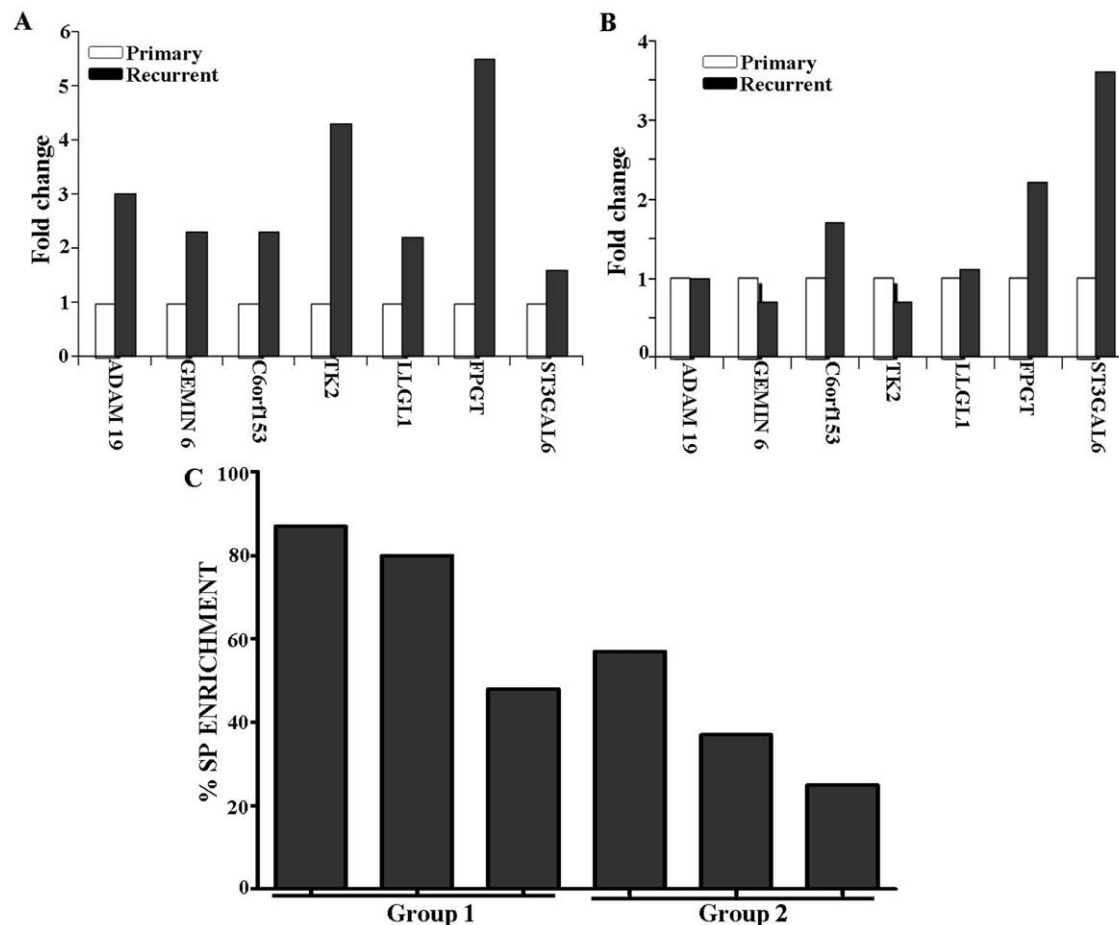 A
6
5
4
3
2
1
0
Fold change
Primary
Recurrent
ADAM 19
GEMIN 6
C6orf153
TK2
LLGL1
FPGT
ST3GAL6
B
4
3
2
1
0
Fold change
Primary
Recurrent
ADAM 19
GEMIN 6
C6orf153
TK2
LLGL1
FPGT
ST3GAL6
C
100
80
60
40
20
0
% SP ENRICHMENT
Group 1
Group 2